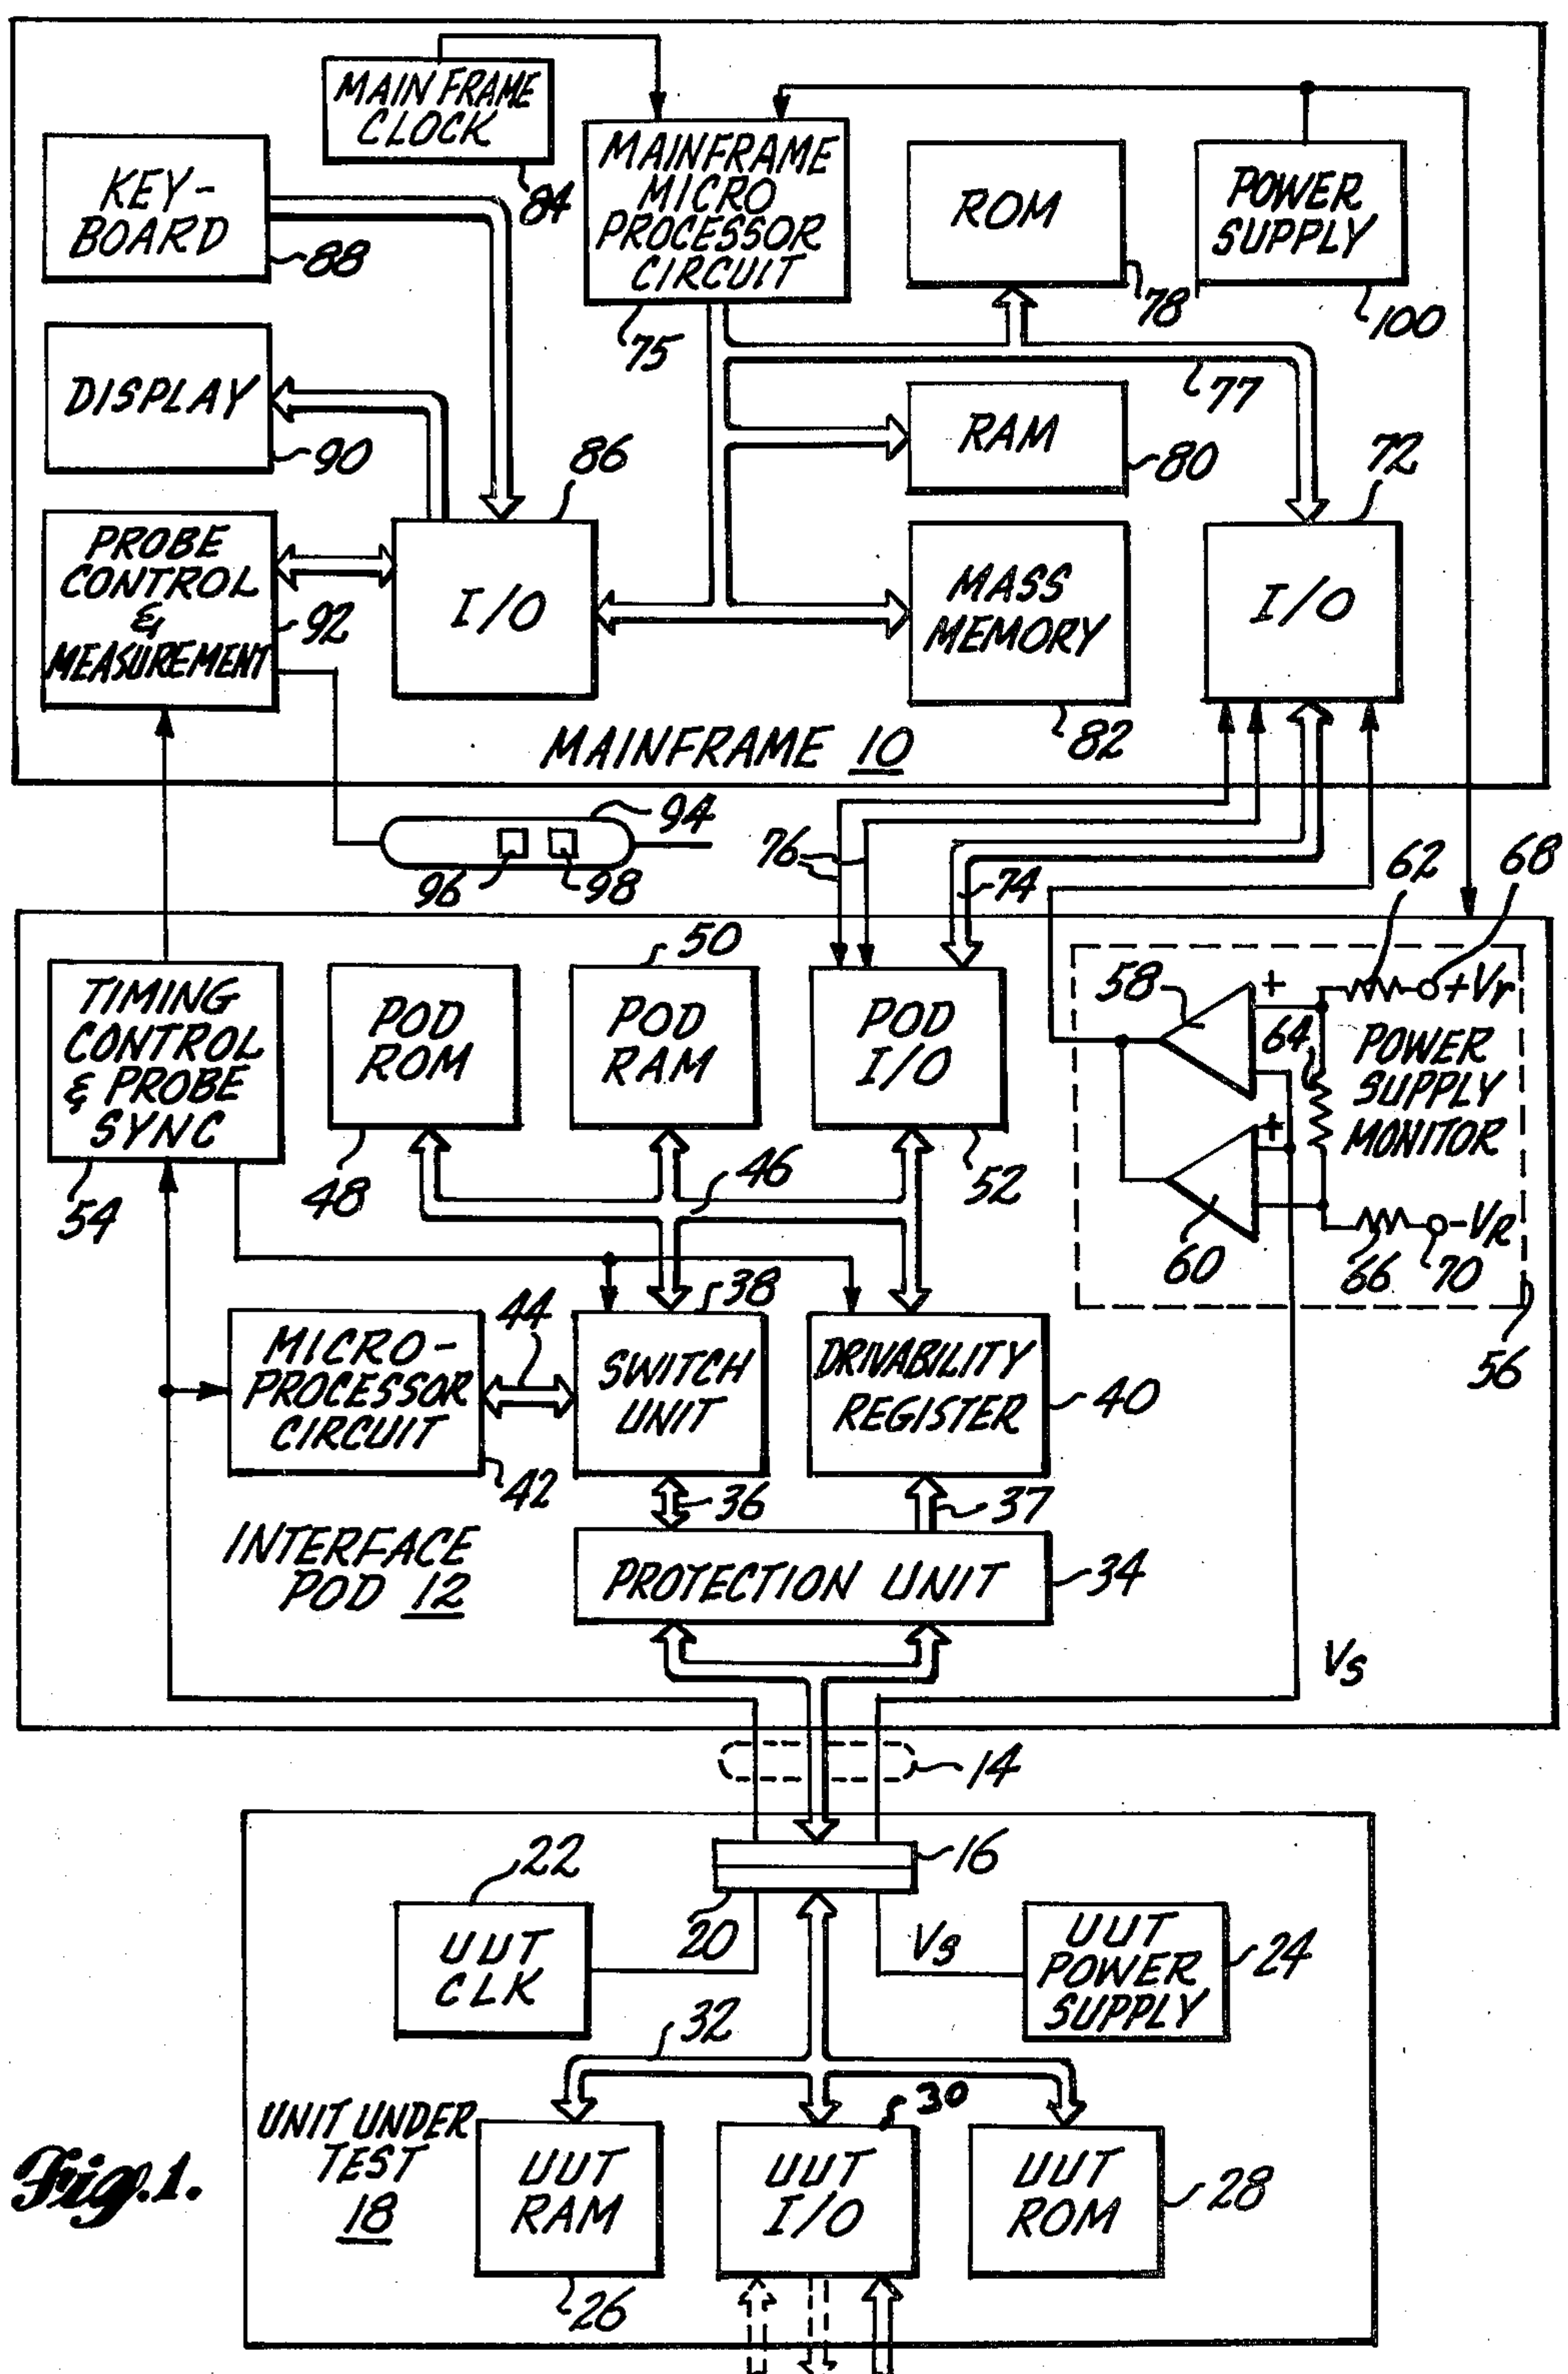 MAIN FRAME
CLOCK
84
KEY-
BOARD
88
MAINFRAME
MICRO
PROCESSOR
CIRCUIT
75
ROM
78
POWER
SUPPLY
100
77
DISPLAY
90
RAM
80
86
72
PROBE
CONTROL
&
MEASUREMENT
92
I/O
MASS
MEMORY
82
I/O
MAINFRAME 10
94
96
98
76
74
62
68
TIMING
CONTROL
& PROBE
SYNC
54
POD
ROM
48
50
POD
RAM
POD
I/O
52
46
58
+
+Vr
64
POWER
SUPPLY
MONITOR
+
60
66
-VR
70
56
44
38
MICRO-
PROCESSOR
CIRCUIT
42
SWITCH
UNIT
DRIVABILITY
REGISTER
40
36
37
INTERFACE
POD 12
PROTECTION UNIT
34
Vs
14
16
22
20
UUT
CLK
Vs
UUT
POWER
SUPPLY
24
32
30
UNIT UNDER
TEST
18
UUT
RAM
26
UUT
I/O
UUT
ROM
28
Fig.1.